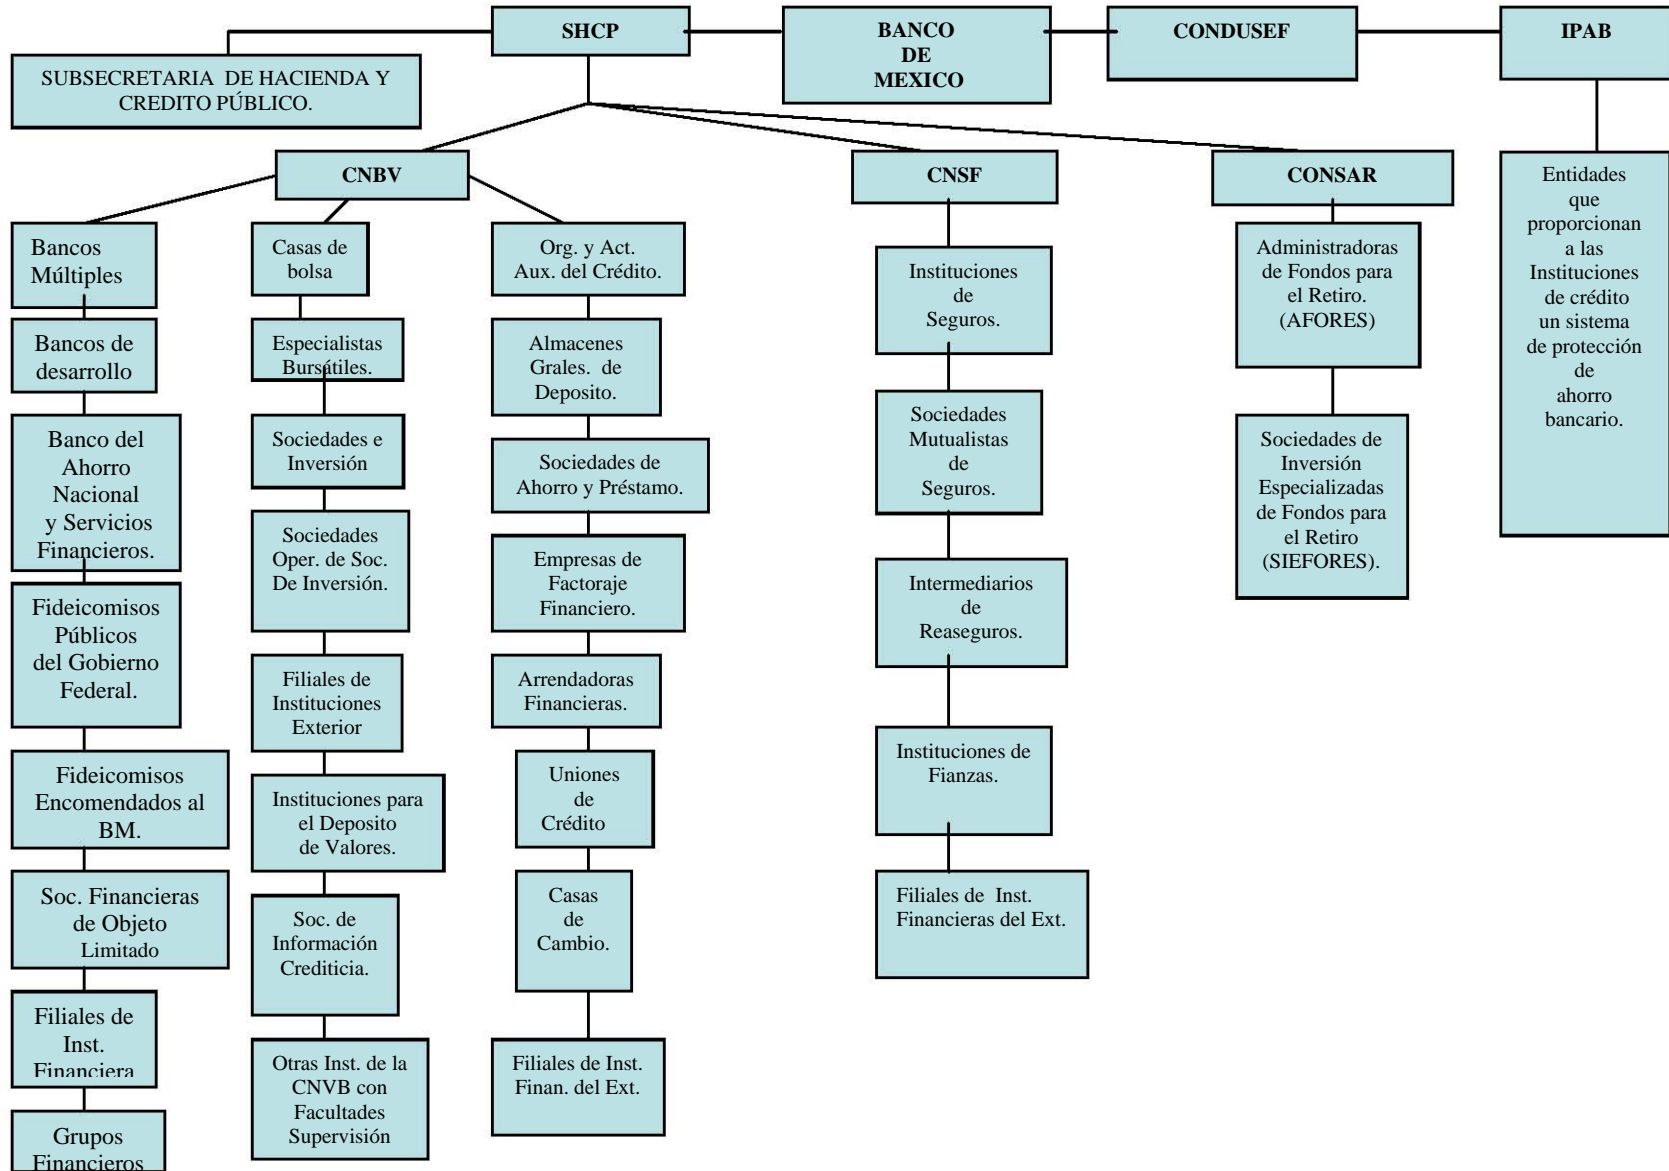 SHCP
BANCO
DE
MEXICO
CONDUSEF
IPAB
SUBSECRETARIA DE HACIENDA Y
CREDITO PÚBLICO.
CNBV
CNSF
CONSAR
Entidades
que
proporcionan
a las
Instituciones
de crédito
un sistema
de protección
de
ahorro
bancario.
Bancos
Múltiples
Bancos de
desarrollo
Banco del
Ahorro
Nacional
y Servicios
Financieros.
Fideicomisos
Públicos
del Gobierno
Federal.
Fideicomisos
Encomendados al
BM.
Soc. Financieras
de Objeto
Limitado
Filiales de
Inst.
Financiera
Grupos
Financieros
Casas de
bolsa
Especialistas
Bursátiles.
Sociedades e
Inversión
Sociedades
Oper. de Soc.
De Inversión.
Filiales de
Instituciones
Exterior
Instituciones para
el Deposito
de Valores.
Soc. de
Información
Crediticia.
Otras Inst. de la
CNVB con
Facultades
Supervisión
Org. y Act.
Aux. del Crédito.
Almacenes
Grales. de
Deposito.
Sociedades de
Ahorro y Préstamo.
Empresas de
Factoraje
Financiero.
Arrendadoras
Financieras.
Uniones
de
Crédito
Casas
de
Cambio.
Filiales de Inst.
Finan. del Ext.
Instituciones
de
Seguros.
Sociedades
Mutualistas
de
Seguros.
Intermediarios
de
Reaseguros.
Instituciones de
Fianzas.
Filiales de Inst.
Financieras del Ext.
Administradoras
de Fondos para
el Retiro.
(AFORES)
Sociedades de
Inversión
Especializadas
de Fondos para
el Retiro
(SIEFORES).